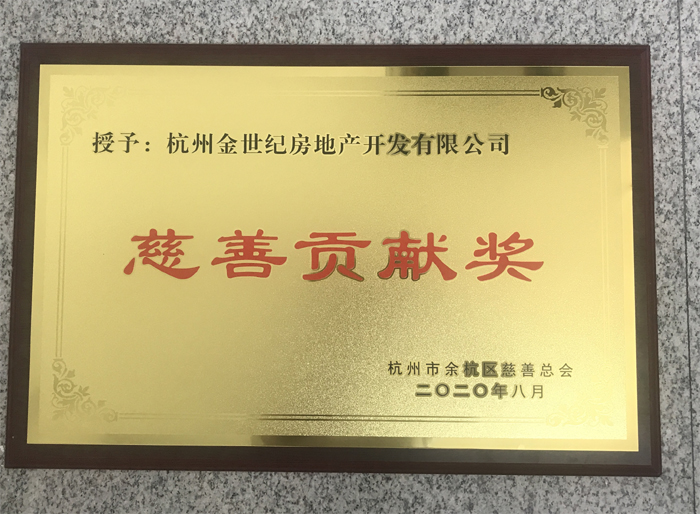 授予：杭州金世纪房地产开发有限公司
慈善贡献奖
杭州市余杭区慈善总会
二〇二〇年八月